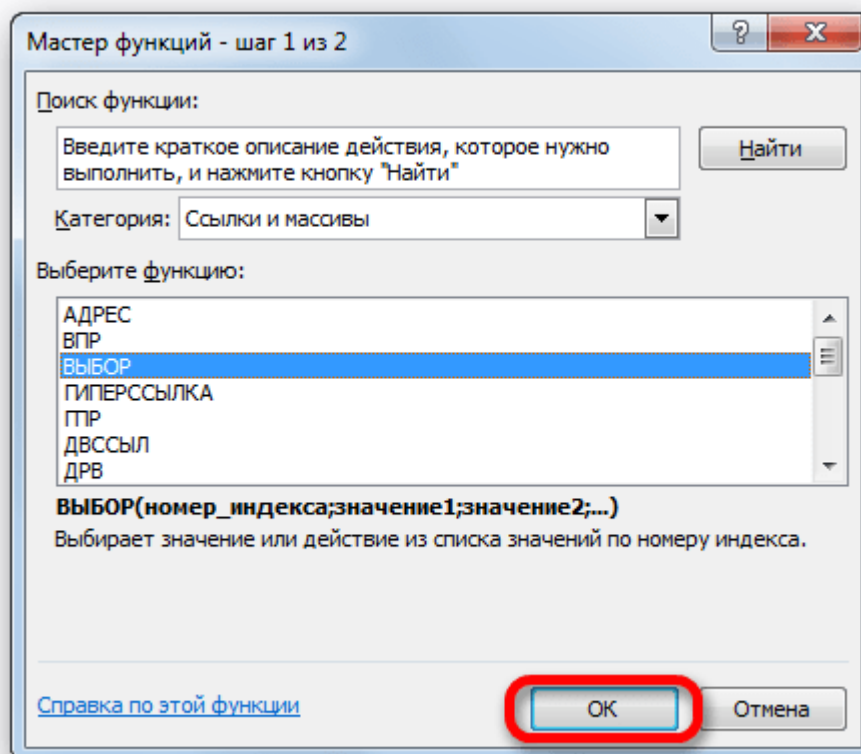 Мастер функций - шаг 1 из 2
Поиск функции:
Введите краткое описание действия, которое нужно
выполнить, и нажмите кнопку "Найти"
Найти
Категория: Ссылки и массивы
Выберите функцию:
АДРЕС
ВПР
ВЫБОР
ГИПЕРССЫЛКА
ГПР
ДВССЫЛ
ДРВ
ВЫБОР(номер_индекса;значение1;значение2;...)
Выбирает значение или действие из списка значений по номеру индекса.
Справка по этой функции
ОК
Отмена